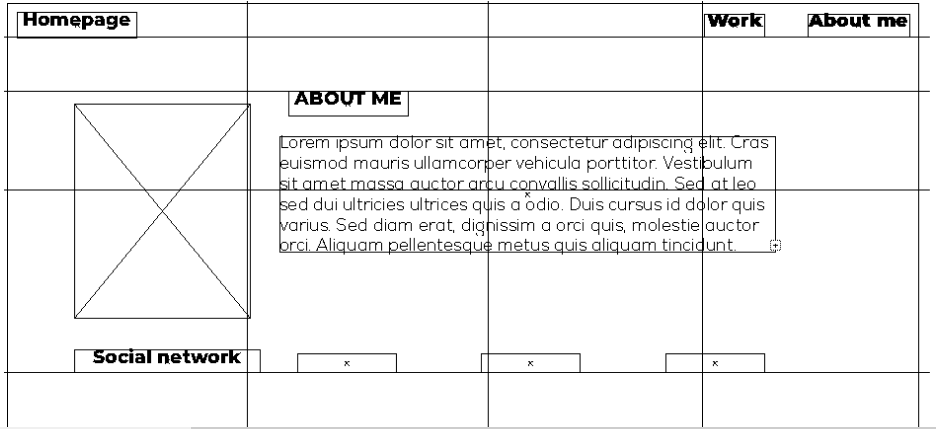 Homepage
Work
About me
ABOUT ME
Lorem ipsum dolor sit amet, consectetur adipiscing elit. Cras
euismod mauris ullamcorper vehicula porttitor. Vestibulum
sit amet massa auctor arcu convallis sollicitudin. Sed at leo
sed dui ultricies ultrices quis a odio. Duis cursus id dolor quis
varius. Sed diam erat, dignissim a orci quis, molestie auctor
orci. Aliquam pellentesque metus quis aliquam tincidunt.
Social network